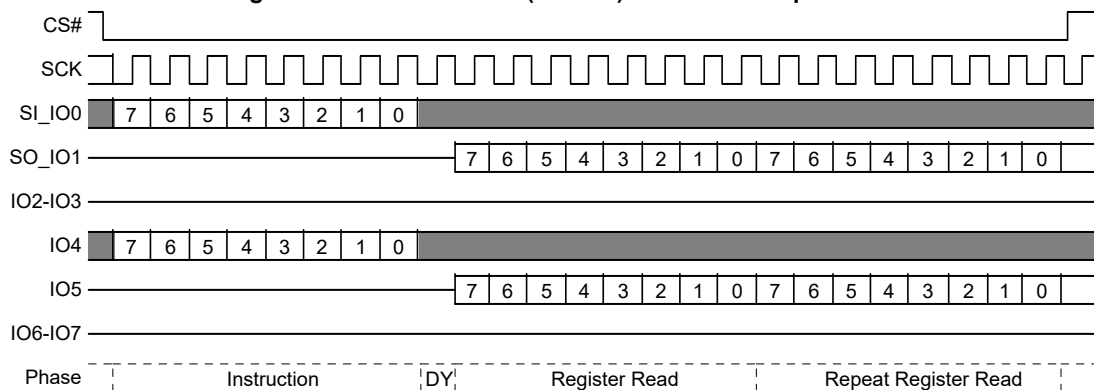 CS#
SCK
SI_IO0 7 6 5 4 3 2 1 0
SO_IO1 7 6 5 4 3 2 1 0 7 6 5 4 3 2 1 0
IO2-IO3
IO4 7 6 5 4 3 2 1 0
IO5 7 6 5 4 3 2 1 0 7 6 5 4 3 2 1 0
IO6-IO7
Phase Instruction DY Register Read Repeat Register Read